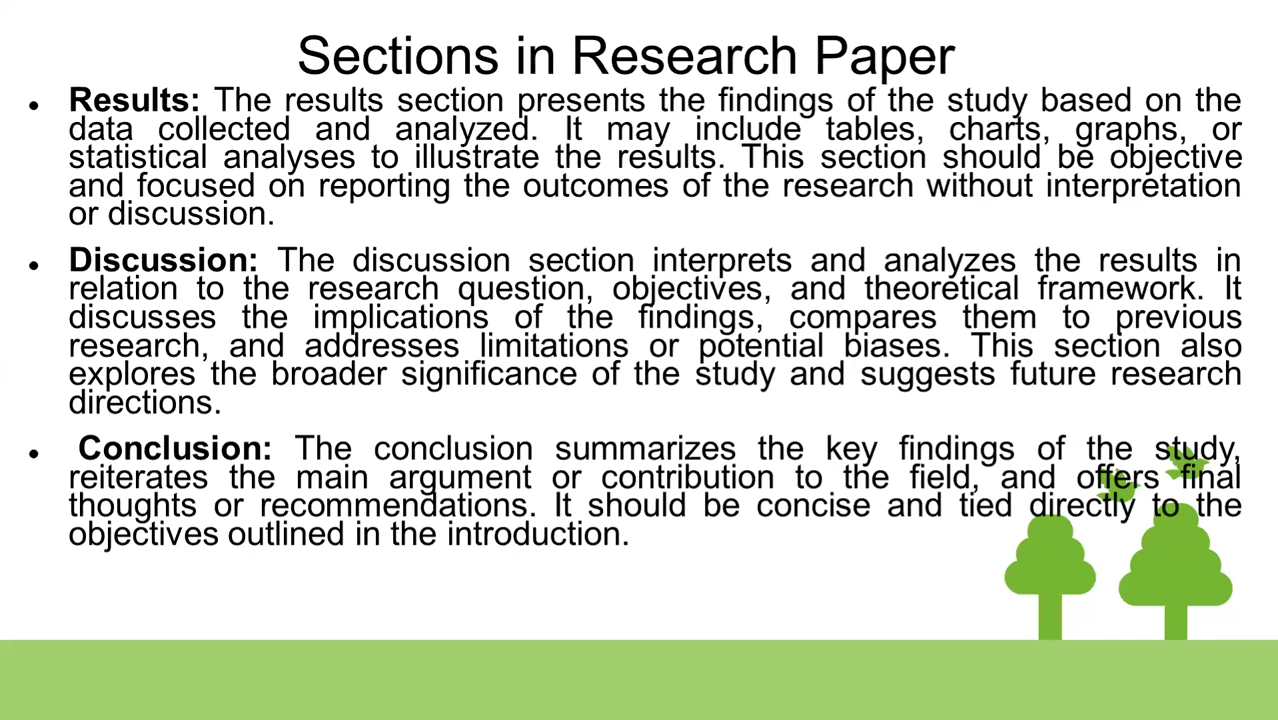 Sections in Research Paper
● Results: The results section presents the findings of the study based on the
data collected and analyzed. It may include tables, charts, graphs, or
statistical analyses to illustrate the results. This section should be objective
and focused on reporting the outcomes of the research without interpretation
or discussion.
● Discussion: The discussion section interprets and analyzes the results in
relation to the research question, objectives, and theoretical framework. It
discusses the implications of the findings, compares them to previous
research, and addresses limitations or potential biases. This section also
explores the broader significance of the study and suggests future research
directions.
● Conclusion: The conclusion summarizes the key findings of the study,
reiterates the main argument or contribution to the field, and offers final
thoughts or recommendations. It should be concise and tied directly to the
objectives outlined in the introduction.